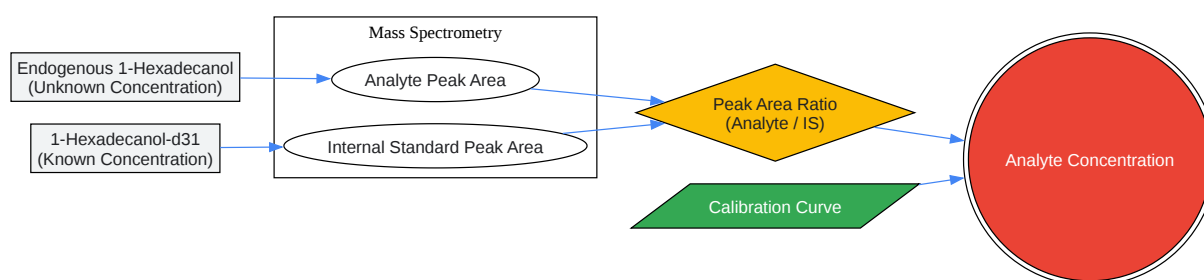 Mass Spectrometry
Endogenous 1-Hexadecanol
(Unknown Concentration)
Analyte Peak Area
1-Hexadecanol-d31
(Known Concentration)
Internal Standard Peak Area
Peak Area Ratio
(Analyte / IS)
Calibration Curve
Analyte Concentration